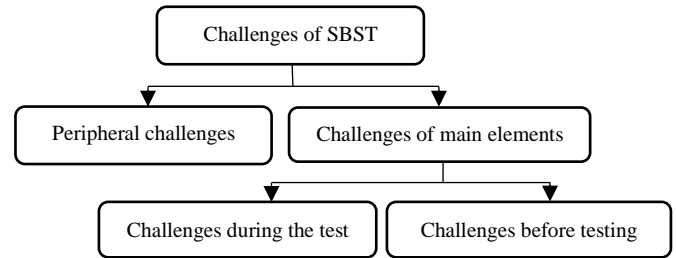 Challenges of SBST
Peripheral challenges
Challenges of main elements
Challenges during the test
Challenges before testing